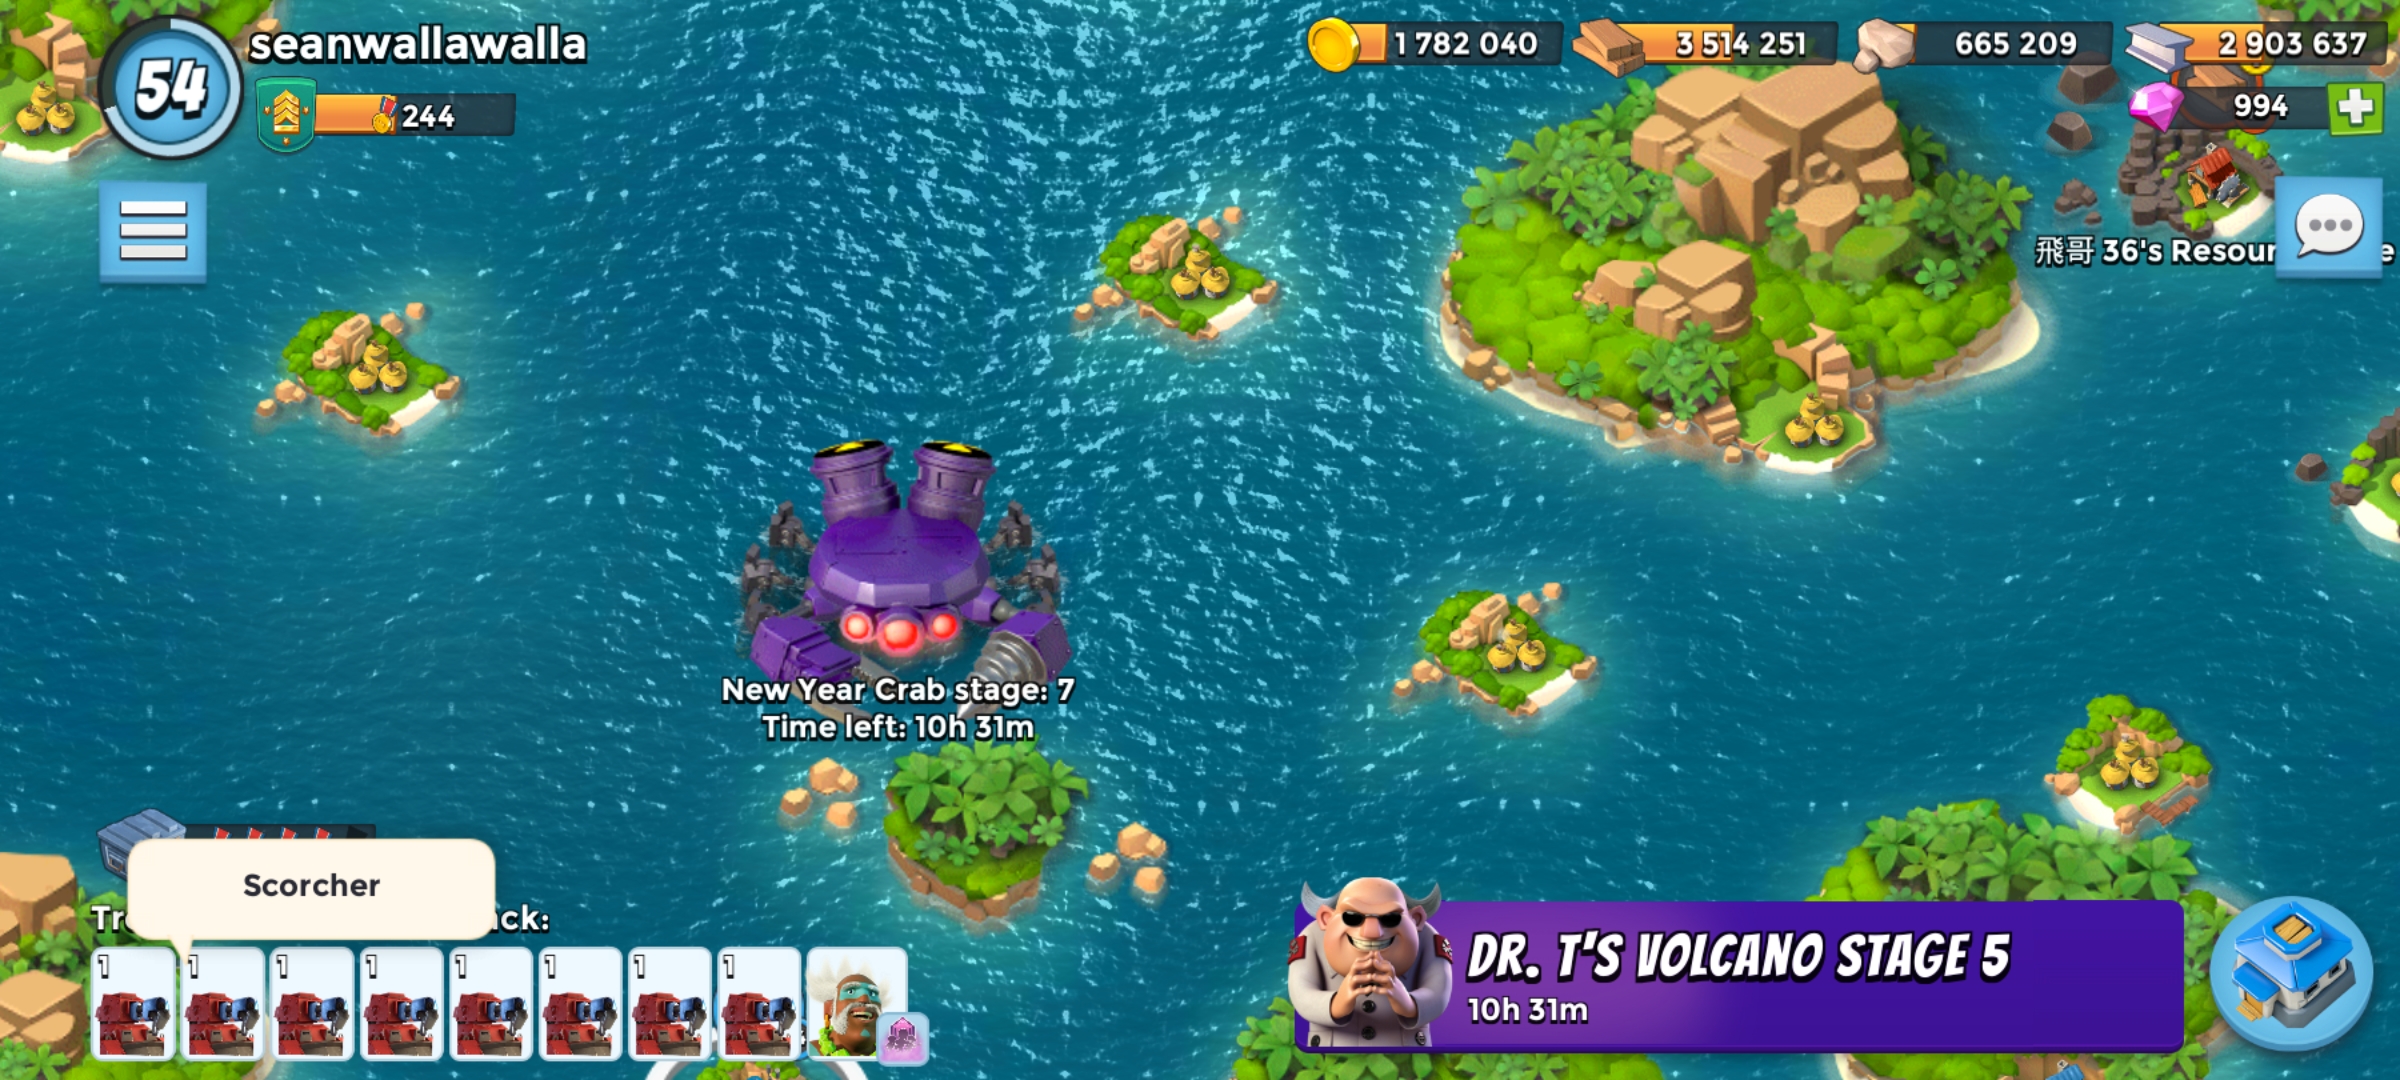 54
seanwallawalla
244
1 782 040
3 514 251
665 209
2 903 637
994
飛哥 36's Resour
New Year Crab stage: 7
Time left: 10h 31m
Scorcher
1 1 1 1 1 1 1 1
DR. T'S VOLCANO STAGE 5
10h 31m